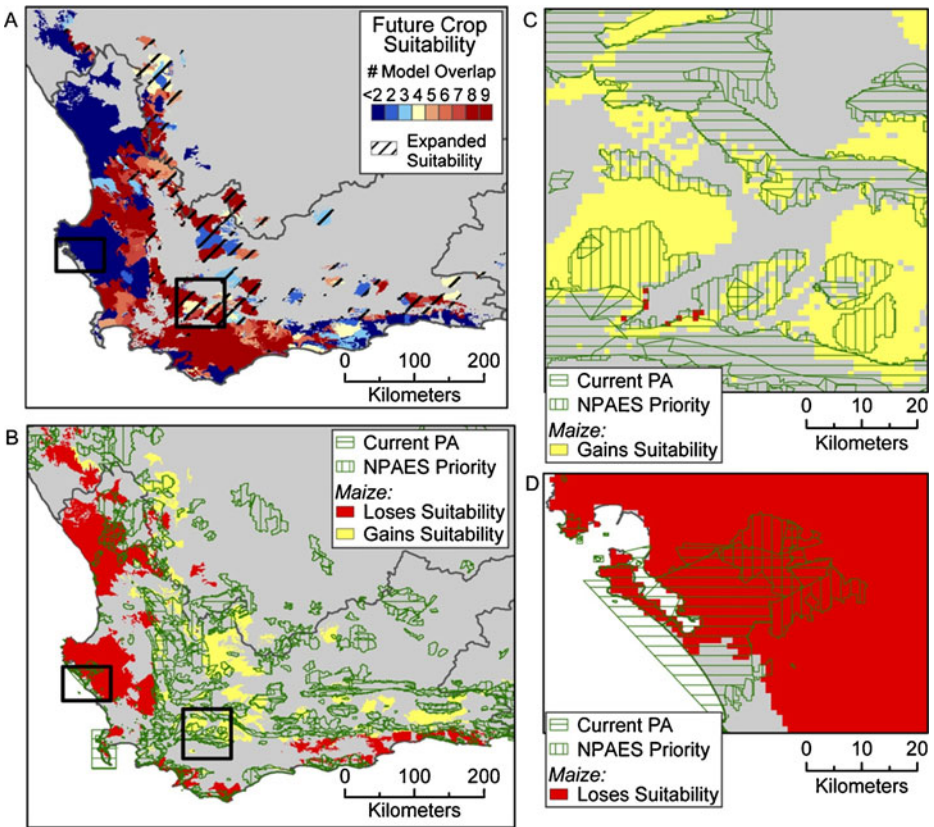 A
Future Crop
Suitability
# Model Overlap
<2 2 3 4 5 6 7 8 9
Expanded
Suitability
0 100 200
Kilometers
B
Current PA
NPAES Priority
Maize:
Loses Suitability
Gains Suitability
0 100 200
Kilometers
C
Current PA
NPAES Priority
Maize:
Gains Suitability
0 10 20
Kilometers
D
Current PA
NPAES Priority
Maize:
Loses Suitability
0 10 20
Kilometers